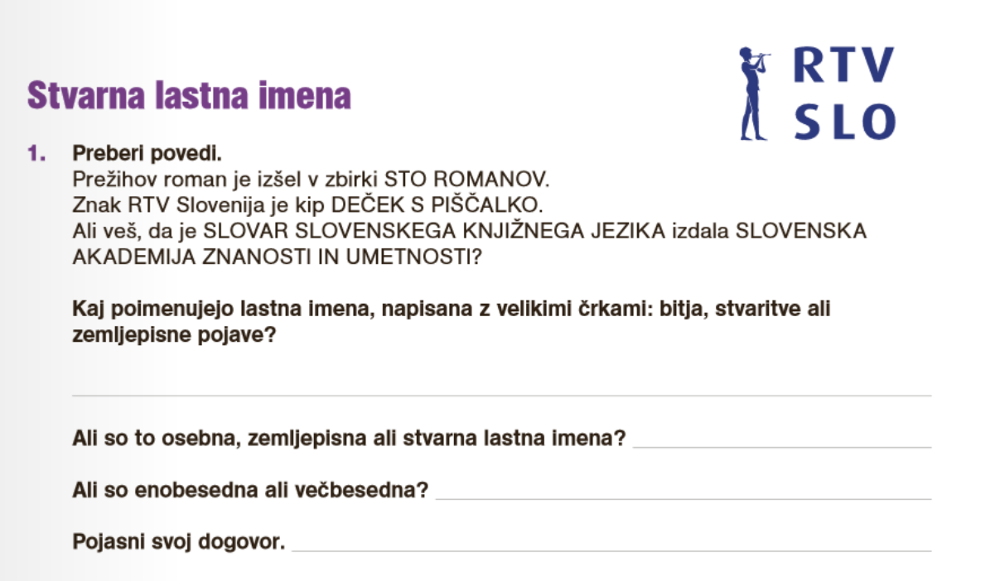 RTV
SLO
Stvarna lastna imena
1. Preberi povedi.
Prežihov roman je izšel v zbirki STO ROMANOV.
Znak RTV Slovenija je kip DEČEK S PIŠČALKO.
Ali veš, da je SLOVAR SLOVENSKEGA KNJIŽNEGA JEZIKA izdala SLOVENSKA
AKADEMIJA ZNANOSTI IN UMETNOSTI?
Kaj poimenujejo lastna imena, napisana z velikimi črkami: bitja, stvaritve ali
zemljepisne pojave?
Ali so to osebna, zemljepisna ali stvarna lastna imena?
Ali so enobesedna ali večbesedna?
Pojasni svoj dogovor.